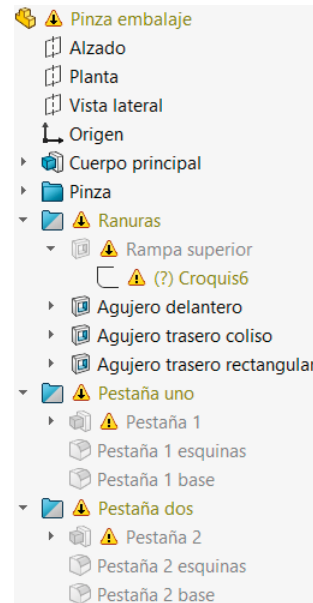 Pinza embalaje
Alzado
Planta
Vista lateral
Origen
Cuerpo principal
Pinza
Ranuras
Rampa superior
(?) Croquis6
Agujero delantero
Agujero trasero coliso
Agujero trasero rectangular
Pestaña uno
Pestaña 1
Pestaña 1 esquinas
Pestaña 1 base
Pestaña dos
Pestaña 2
Pestaña 2 esquinas
Pestaña 2 base